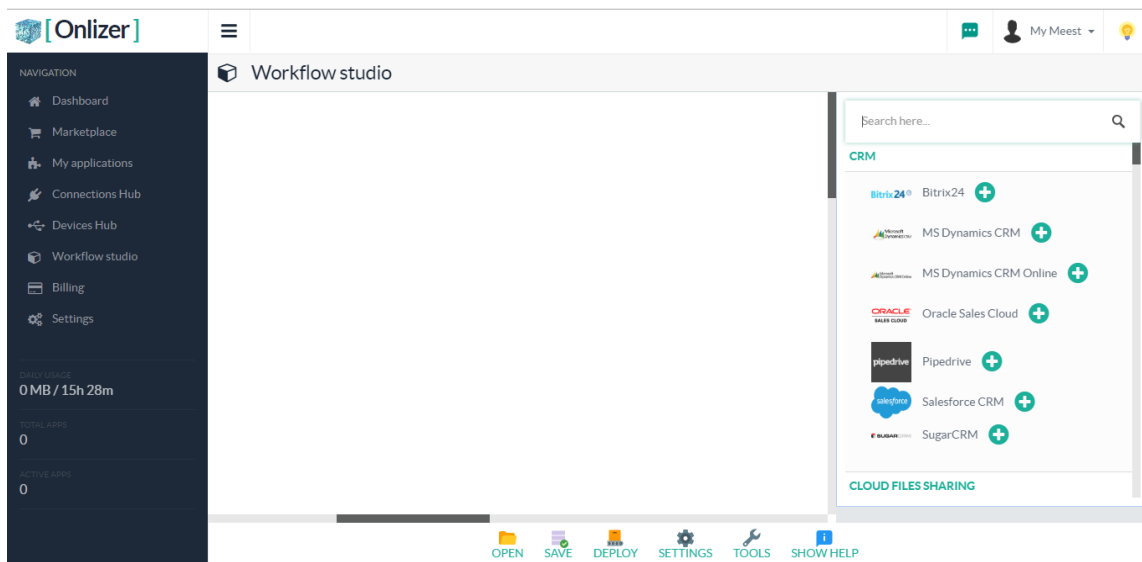 [ Onlizer ]
My Meest
NAVIGATION
Dashboard
Marketplace
My applications
Connections Hub
Devices Hub
Workflow studio
Billing
Settings
DAILY USAGE
0 MB / 15h 28m
TOTAL APPS
0
ACTIVE APPS
0
Workflow studio
Search here...
CRM
Bitrix24 Bitrix24
MS Dynamics CRM
MS Dynamics CRM Online
ORACLE SALES CLOUD Oracle Sales Cloud
pipedrive Pipedrive
salesforce Salesforce CRM
SUGARCRM SugarCRM
CLOUD FILES SHARING
OPEN SAVE DEPLOY SETTINGS TOOLS SHOW HELP